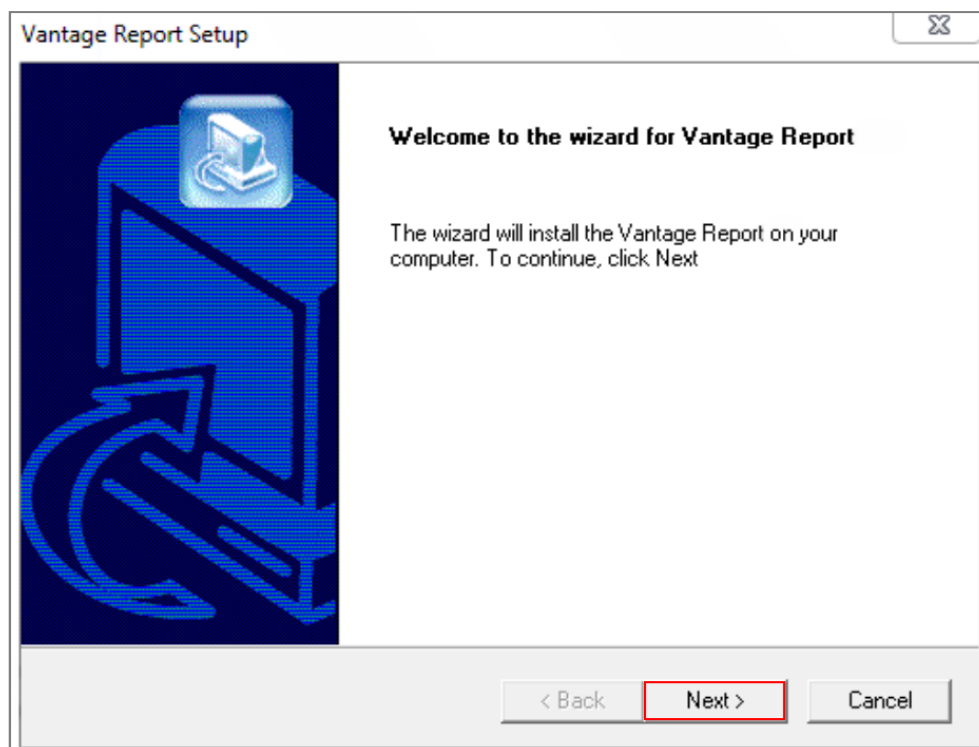 Vantage Report Setup
Welcome to the wizard for Vantage Report
The wizard will install the Vantage Report on your
computer. To continue, click Next
< Back
Next >
Cancel